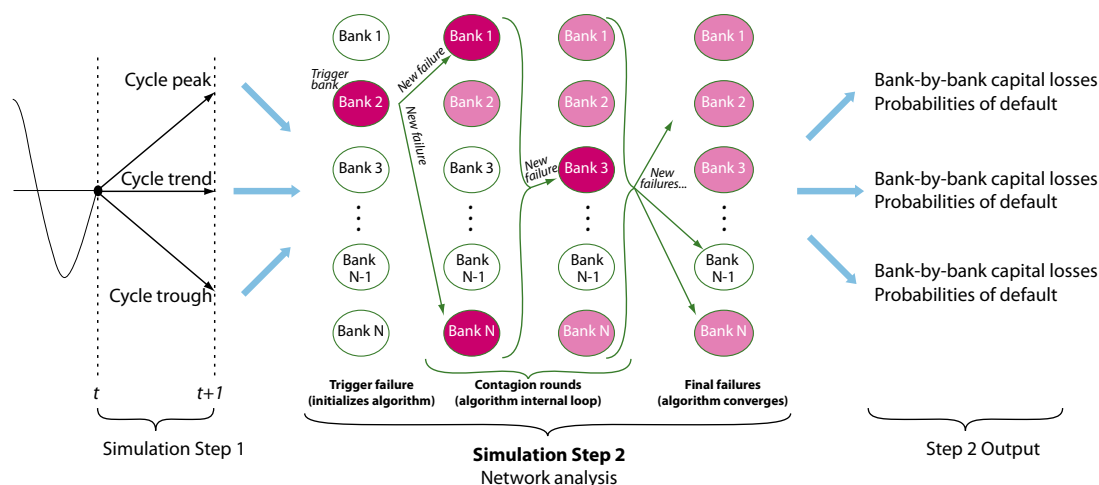 Cycle peak
Cycle trend
Cycle trough
t
t+1
Simulation Step 1
Bank 1
Trigger
bank
Bank 2
Bank 3
Bank
N-1
Bank N
Trigger failure
(initializes algorithm)
New failure
New failure
Bank 1
Bank 2
Bank 3
Bank
N-1
Bank N
New
failure
Bank 1
Bank 2
Bank 3
Bank
N-1
Bank N
Contagion rounds
(algorithm internal loop)
New
failures...
Bank 1
Bank 2
Bank 3
Bank
N-1
Bank N
Final failures
(algorithm converges)
Simulation Step 2
Network analysis
Bank-by-bank capital losses
Probabilities of default
Bank-by-bank capital losses
Probabilities of default
Bank-by-bank capital losses
Probabilities of default
Step 2 Output